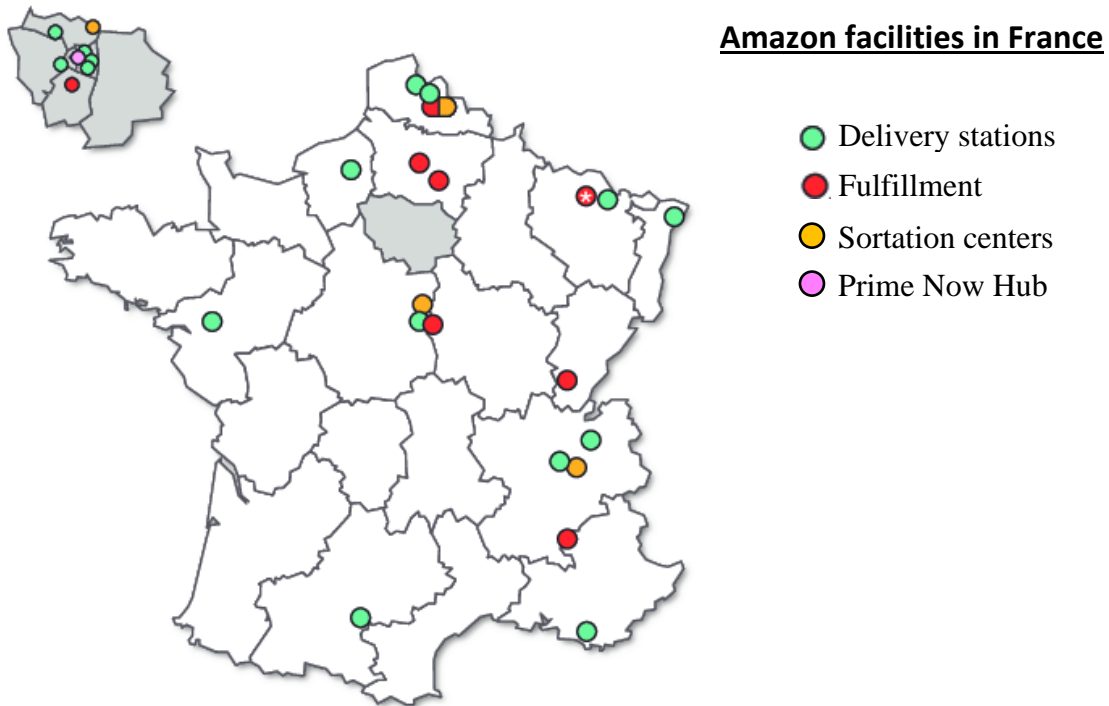 Amazon facilities in France
Delivery stations
Fulfillment
Sortation centers
Prime Now Hub
*